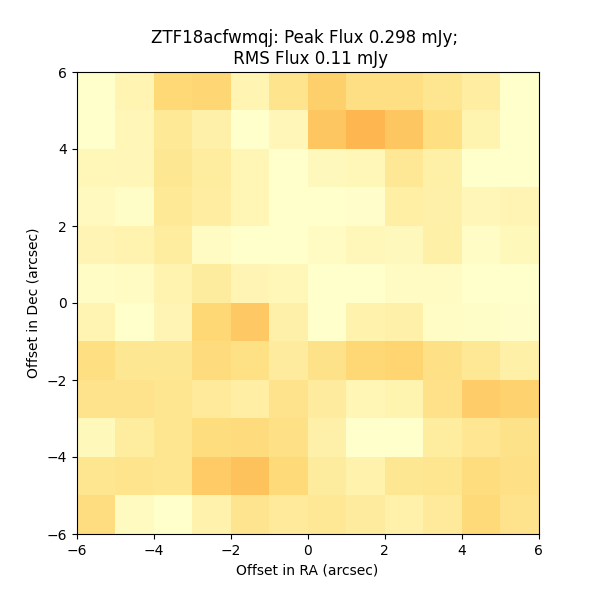 ZTF18acfwmqj: Peak Flux 0.298 mJy;
RMS Flux 0.11 mJy
6
4
2
0
−2
−4
−6
Offset in Dec (arcsec)
−6 −4 −2 0 2 4 6
Offset in RA (arcsec)